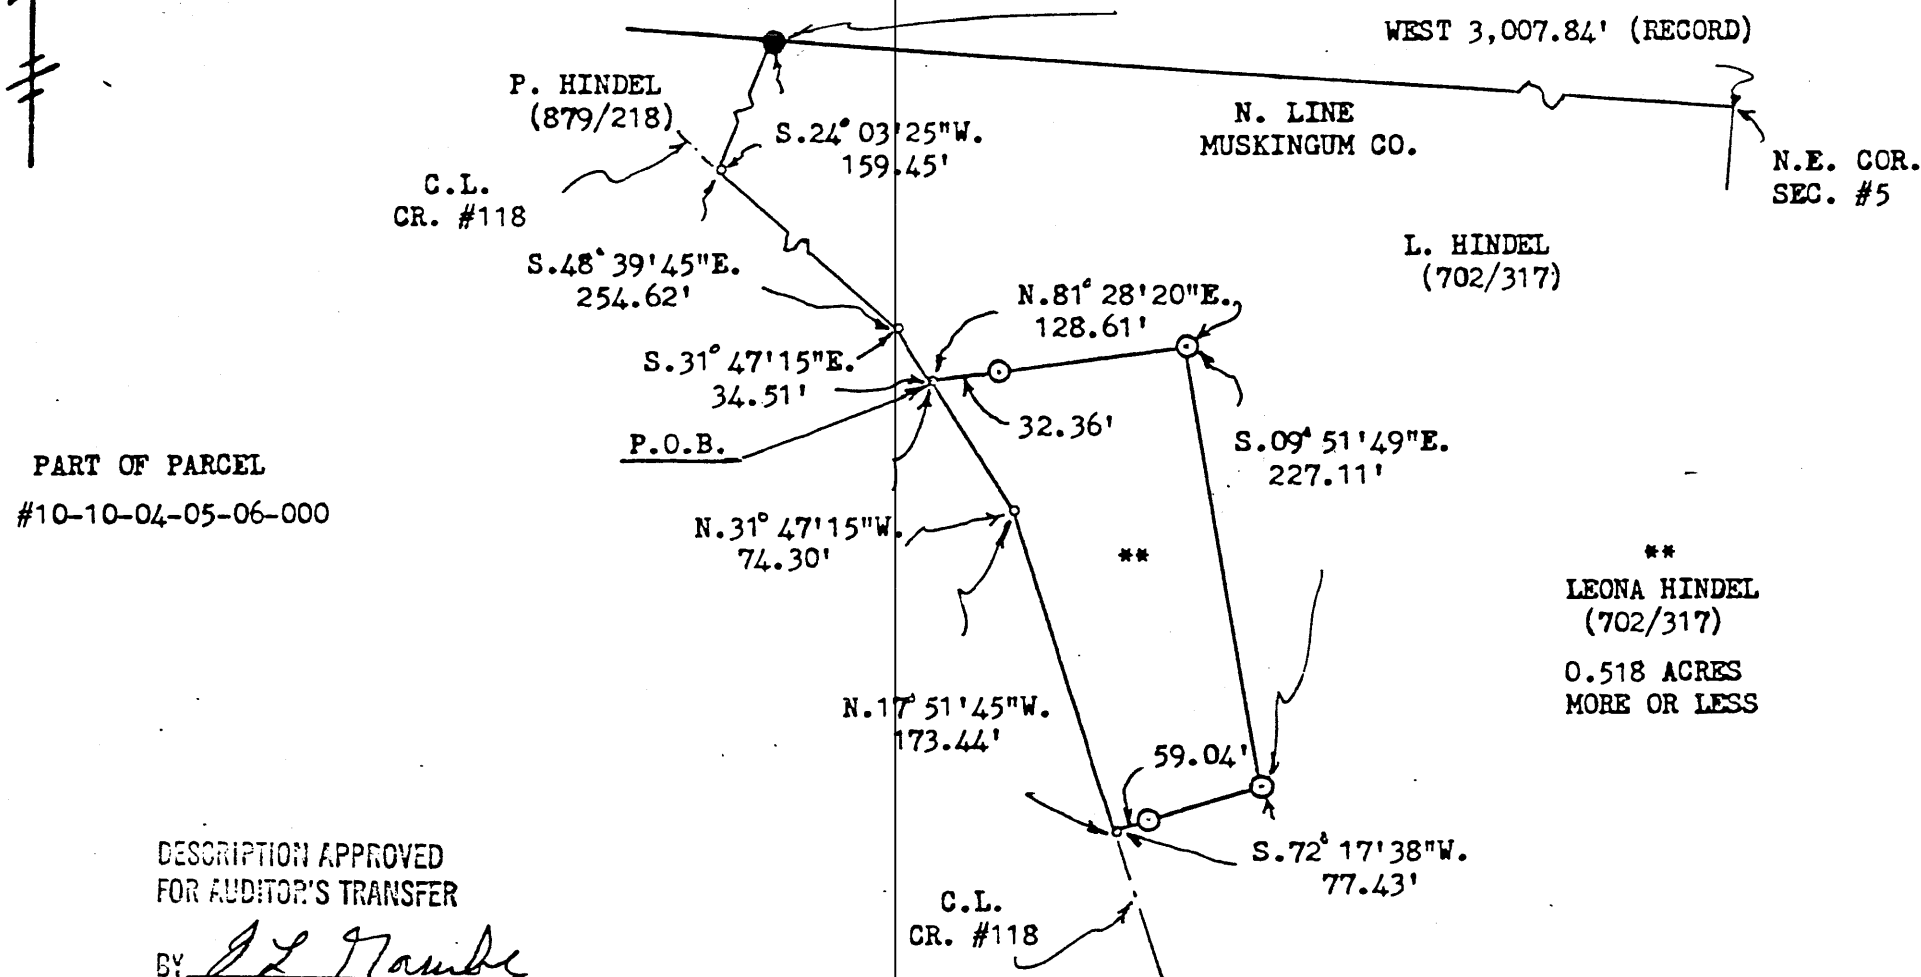 WEST 3,007.84' (RECORD)
P. HINDEL
(879/218)
N. LINE
MUSKINGUM CO.
S.24° 03'25"W.
159.45'
N.E. COR.
SEC. #5
C.L.
CR. #118
L. HINDEL
(702/317)
S.48° 39'45"E.
254.62'
N.81° 28'20"E.
128.61'
S.31° 47'15"E.
34.51'
32.36'
P.O.B.
S.09° 51'49"E.
227.11'
PART OF PARCEL
#10-10-04-05-06-000
N.31° 47'15"W.
74.30'
**
**
LEONA HINDEL
(702/317)
0.518 ACRES
MORE OR LESS
N.17° 51'45"W.
173.44'
59.04'
S.72° 17'38"W.
77.43'
DESCRIPTION APPROVED
FOR AUDITOR'S TRANSFER
BY
C.L.
CR. #118